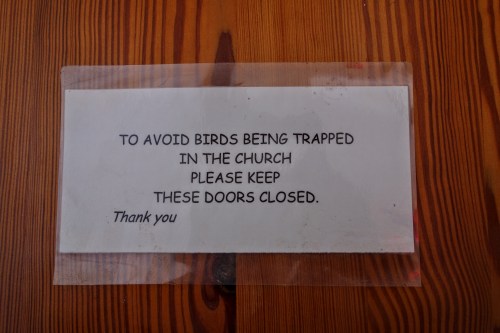 TO AVOID BIRDS BEING TRAPPED
IN THE CHURCH
PLEASE KEEP
THESE DOORS CLOSED.
Thank you